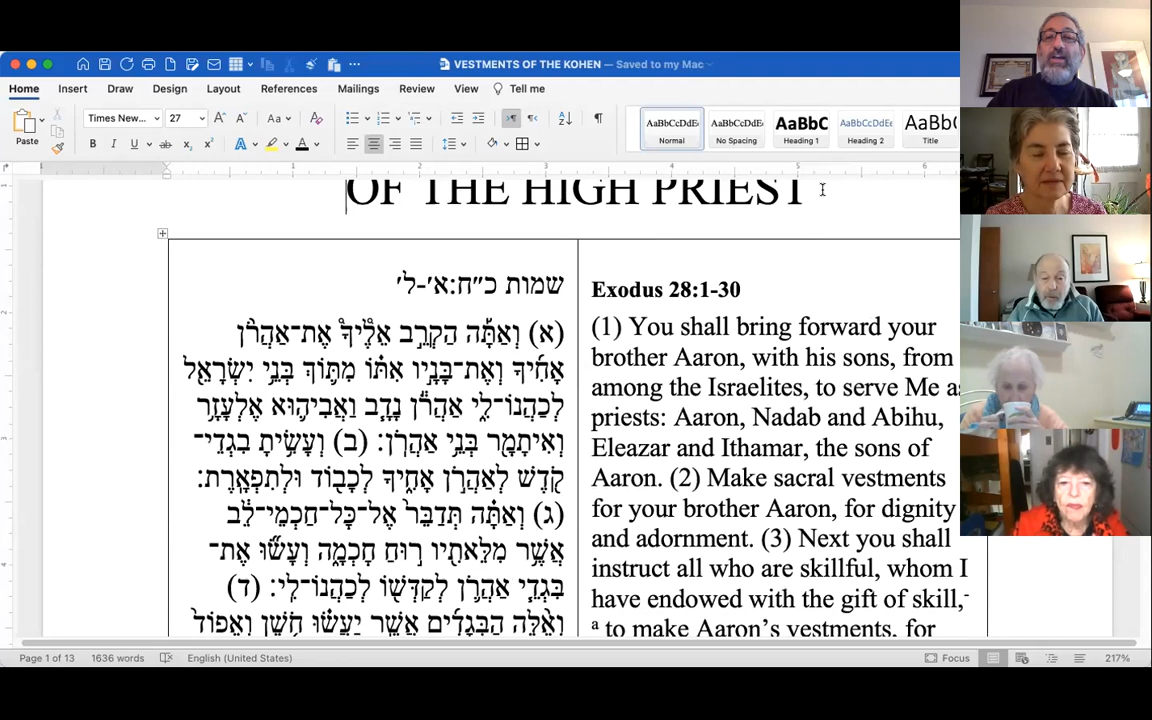 VESTMENTS OF THE KOHEN — Saved to my Mac
Home Insert Draw Design Layout References Mailings Review View Tell me
Paste
Times New... 27
AaBbCcDdEe AaBbCcDdEe AaBbC AaBbCcDdEe AaBb(
Normal No Spacing Heading 1 Heading 2 Title
1 2 3 5 6
OF THE HIGH PRIEST
שמות כ״ח:א׳-ל׳
(א) וְאַתָּ֡ה הַקְרֵ֣ב אֵלֶ֩יךָ֩ אֶת־אַהֲרֹ֨ן
אָחִ֜יךָ וְאֶת־בָּנָ֣יו אִתּ֗וֹ מִתּ֛וֹךְ בְּנֵ֥י יִשְׂרָאֵ֖ל
לְכַהֲנוֹ־לִ֑י אַהֲרֹ֕ן נָדָ֧ב וַאֲבִיה֛וּא אֶלְעָזָ֥ר
וְאִיתָמָ֖ר בְּנֵ֥י אַהֲרֹֽן׃ (ב) וְעָשִׂ֥יתָ בִגְדֵי־
קֹ֖דֶשׁ לְאַהֲרֹ֣ן אָחִ֑יךָ לְכָב֖וֹד וּלְתִפְאָֽרֶת׃
(ג) וְאַתָּ֗ה תְּדַבֵּר֙ אֶל־כׇּל־חַכְמֵי־לֵ֔ב
אֲשֶׁ֥ר מִלֵּאתִ֖יו ר֣וּחַ חׇכְמָ֑ה וְעָשׂ֞וּ אֶת־
בִּגְדֵ֧י אַהֲרֹ֛ן לְקַדְּשׁ֖וֹ לְכַהֲנוֹ־לִֽי׃ (ד)
וְאֵ֨לֶּה הַבְּגָדִ֜ים אֲשֶׁ֣ר יַעֲשׂ֗וּ חֹ֤שֶׁן וְאֵפוֹד֙
Exodus 28:1-30
(1) You shall bring forward your
brother Aaron, with his sons, from
among the Israelites, to serve Me as
priests: Aaron, Nadab and Abihu,
Eleazar and Ithamar, the sons of
Aaron. (2) Make sacral vestments
for your brother Aaron, for dignity
and adornment. (3) Next you shall
instruct all who are skillful, whom I
have endowed with the gift of skill,-
a to make Aaron’s vestments, for
Page 1 of 13 1636 words English (United States) Focus 217%